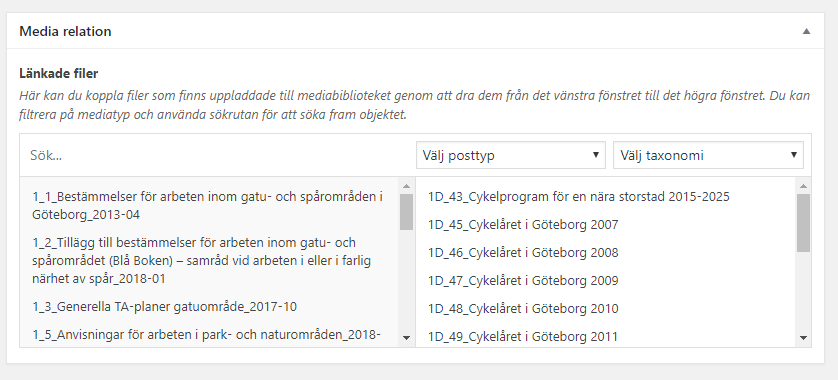 Media relation
Länkade filer
Här kan du koppla filer som finns uppladdade till mediabiblioteket genom att dra dem från det vänstra fönstret till det högra fönstret. Du kan
filtrera på mediatyp och använda sökrutan för att söka fram objektet.
Sök...
Välj posttyp
Välj taxonomi
1_1_Bestämmelser för arbeten inom gatu- och spårområden i
Göteborg_2013-04
1_2_Tillägg till bestämmelser för arbeten inom gatu- och
spårområdet (Blå Boken) – samråd vid arbeten i eller i farlig
närhet av spår_2018-01
1_3_Generella TA-planer gatuområde_2017-10
1_5_Anvisningar för arbeten i park- och naturområden_2018-
1D_43_Cykelprogram för en nära storstad 2015-2025
1D_45_Cykelåret i Göteborg 2007
1D_46_Cykelåret i Göteborg 2008
1D_47_Cykelåret i Göteborg 2009
1D_48_Cykelåret i Göteborg 2010
1D_49_Cykelåret i Göteborg 2011